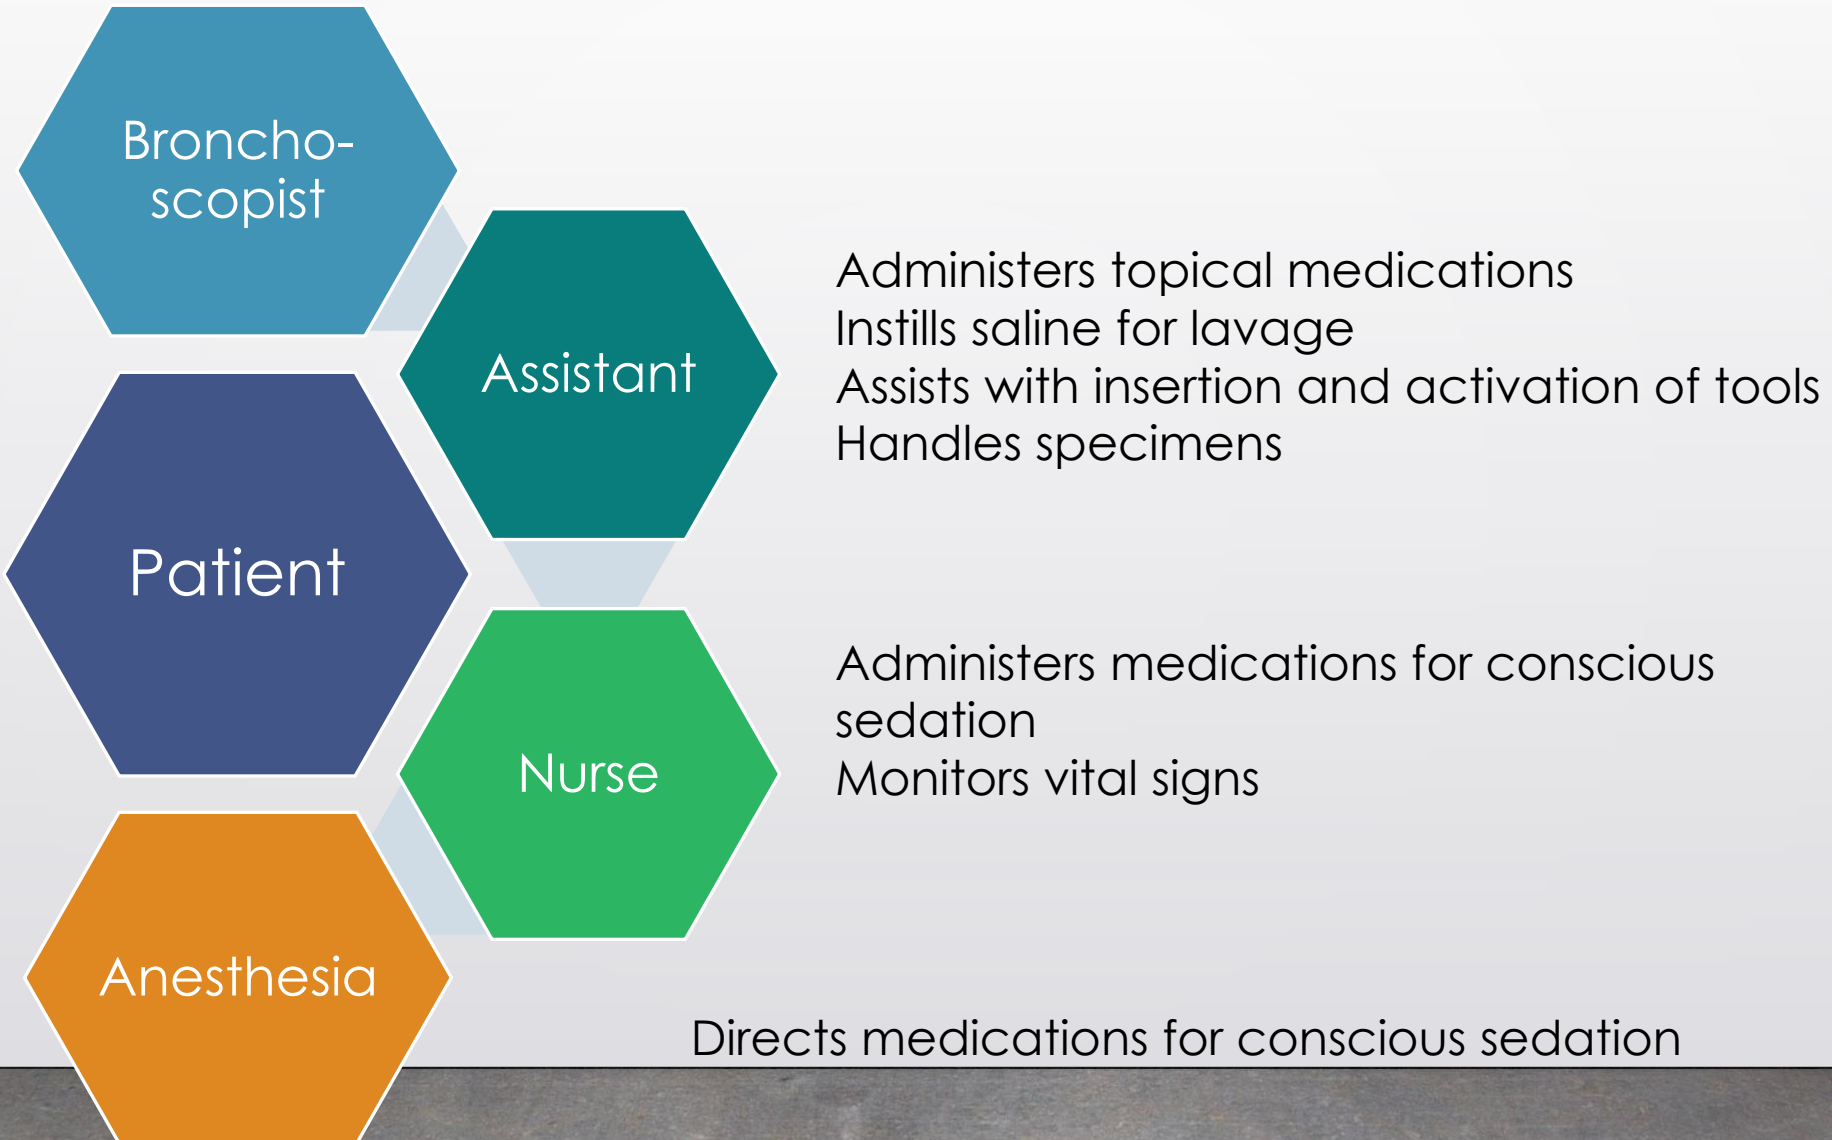 Broncho-
scopist
Assistant
Administers topical medications
Instills saline for lavage
Assists with insertion and activation of tools
Handles specimens
Patient
Nurse
Administers medications for conscious
sedation
Monitors vital signs
Anesthesia
Directs medications for conscious sedation